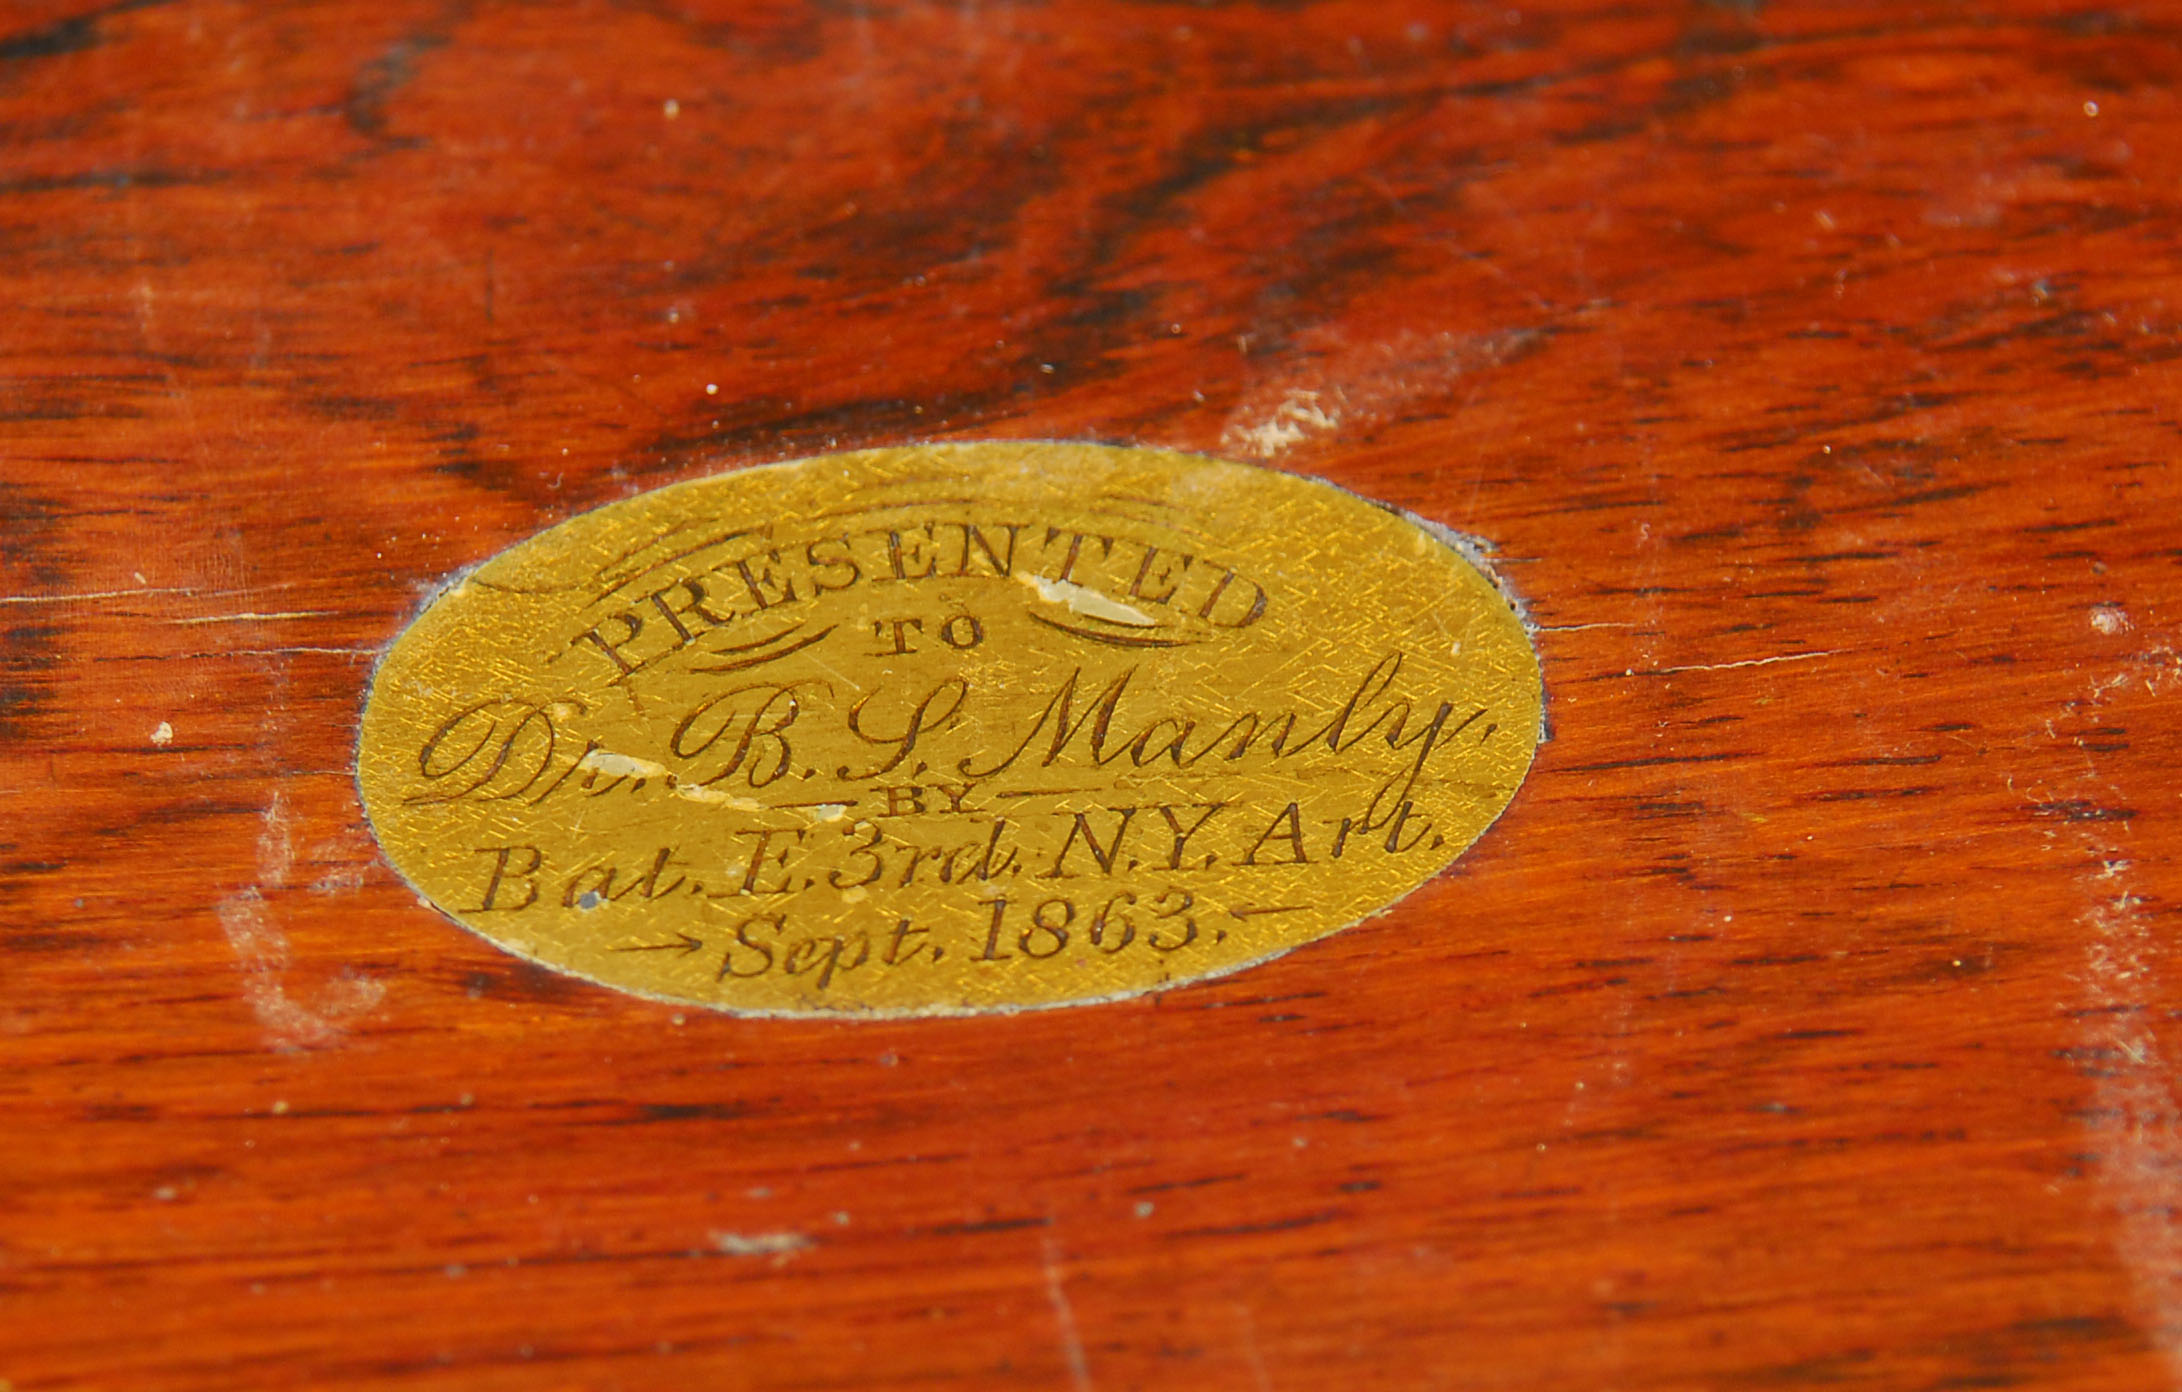 PRESENTED
TO
Dr. B. S. Manly.
BY
Bat. E. 3rd. N.Y. Art.
Sept. 1863.